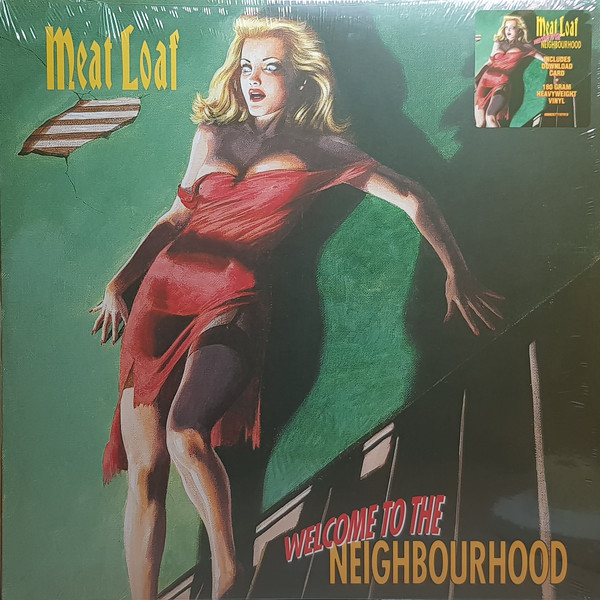 Meat Loaf
Meat Loaf
NEIGHBOURHOOD
INCLUDES
DOWNLOAD
CARD
+
180 GRAM
HEAVYWEIGHT
VINYL
WELCOME TO THE
NEIGHBOURHOOD